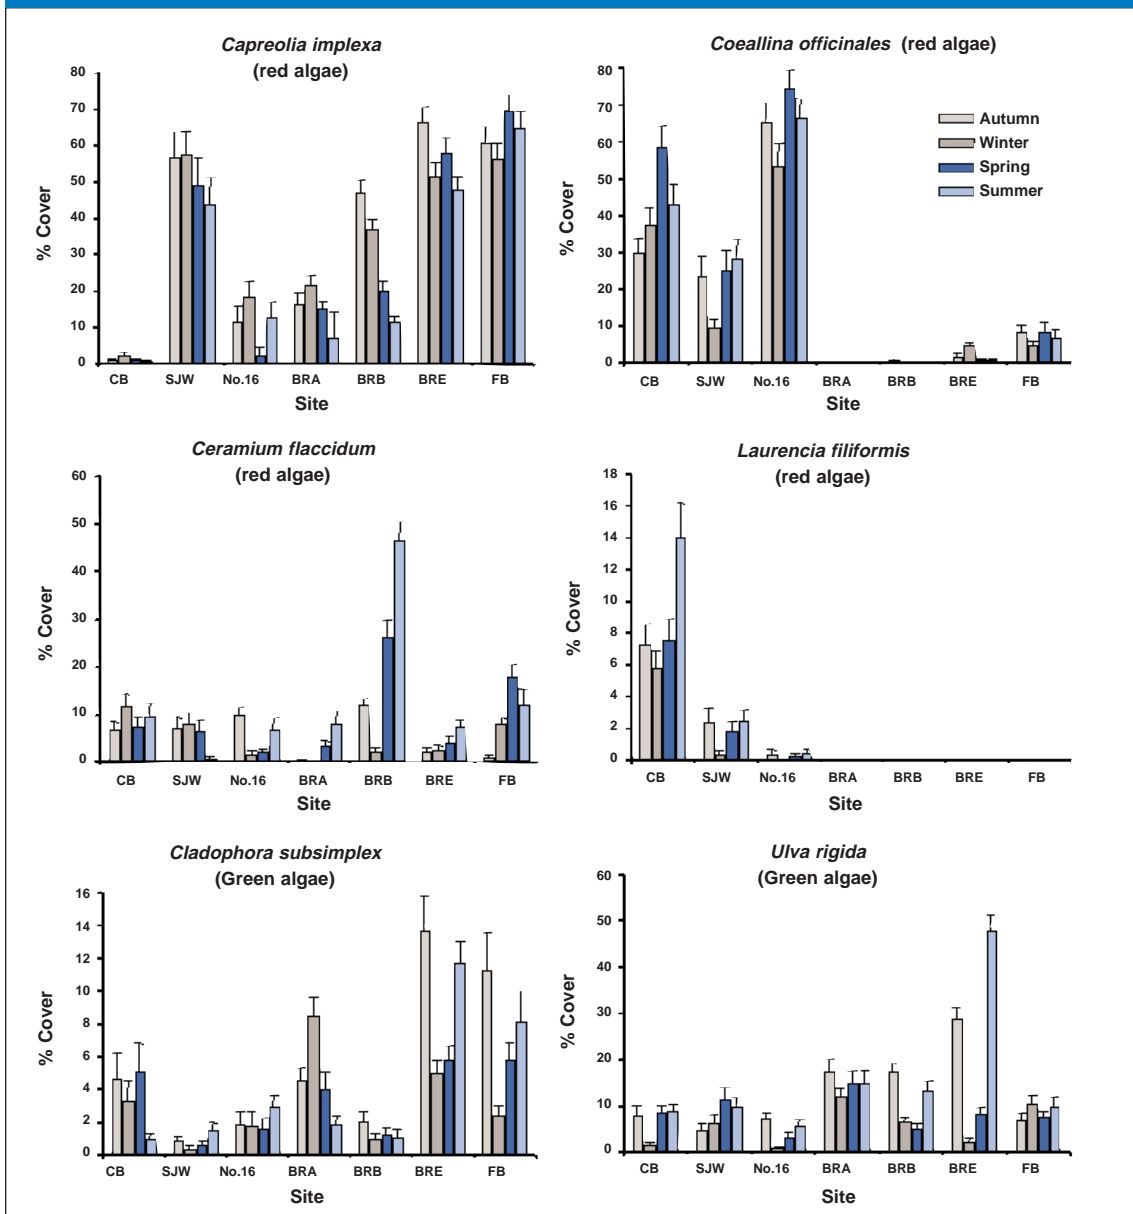 Capreolia implexa
(red algae)
80
70
60
50
40
30
20
10
0
% Cover
CB SJW No.16 BRA BRB BRE FB
Site
Coeallina officinales (red algae)
80
70
60
50
40
30
20
10
0
% Cover
CB SJW No.16 BRA BRB BRE FB
Site
Autumn
Winter
Spring
Summer
Ceramium flaccidum
(red algae)
60
50
40
30
20
10
0
% Cover
CB SJW No.16 BRA BRB BRE FB
Site
Laurencia filiformis
(red algae)
18
16
14
12
10
8
6
4
2
0
% Cover
CB SJW No.16 BRA BRB BRE FB
Site
Cladophora subsimplex
(Green algae)
16
14
12
10
8
6
4
2
0
% Cover
CB SJW No.16 BRA BRB BRE FB
Site
Ulva rigida
(Green algae)
60
50
40
30
20
10
0
% Cover
CB SJW No.16 BRA BRB BRE FB
Site